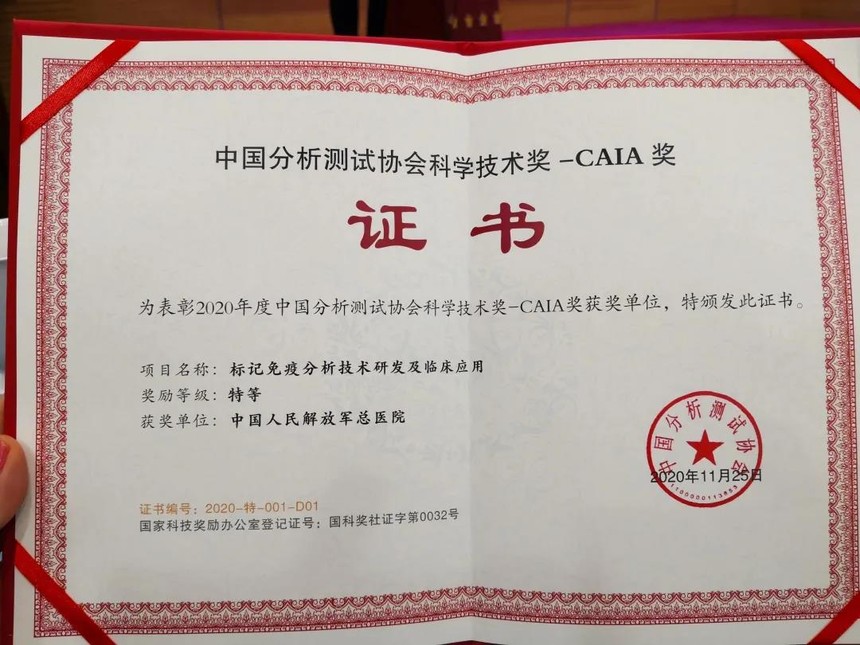 中国分析测试协会科学技术奖–CAIA 奖
证书
为表彰2020年度中国分析测试协会科学技术奖–CAIA奖获奖单位，特颁发此证书。
项目名称：标记免疫分析技术研发及临床应用
奖励等级：特等
获奖单位：中国人民解放军总医院
中国分析测试协会
2020年11月25日
证书编号：2020-特-001-D01
国家科技奖励办公室登记证号：国科奖社证字第0032号